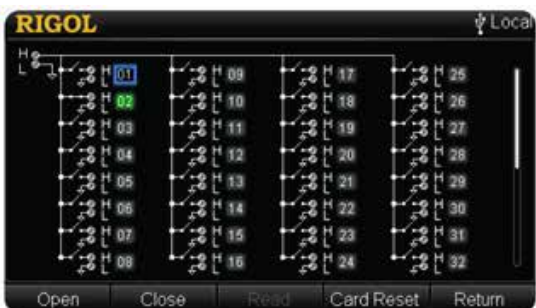 RIGOL Local
H
L
H 01 H 09 H 17 H 25
L L L L
H 02 H 10 H 18 H 26
L L L L
H 03 H 11 H 19 H 27
L L L L
H 04 H 12 H 20 H 28
L L L L
H 05 H 13 H 21 H 29
L L L L
H 06 H 14 H 22 H 30
L L L L
H 07 H 15 H 23 H 31
L L L L
H 08 H 16 H 24 H 32
L L L L
Open Close Read Card Reset Return